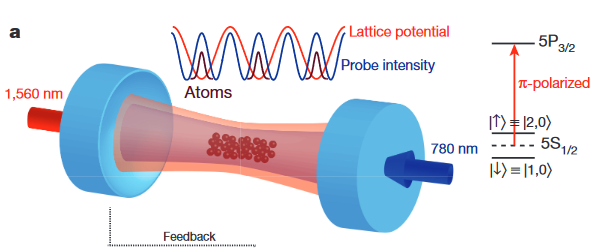 a
Lattice potential
Probe intensity
Atoms
1,560 nm
780 nm
Feedback
5P3/2
π-polarized
|↑⟩ ≡ |2,0⟩
5S1/2
|↓⟩ = |1,0⟩